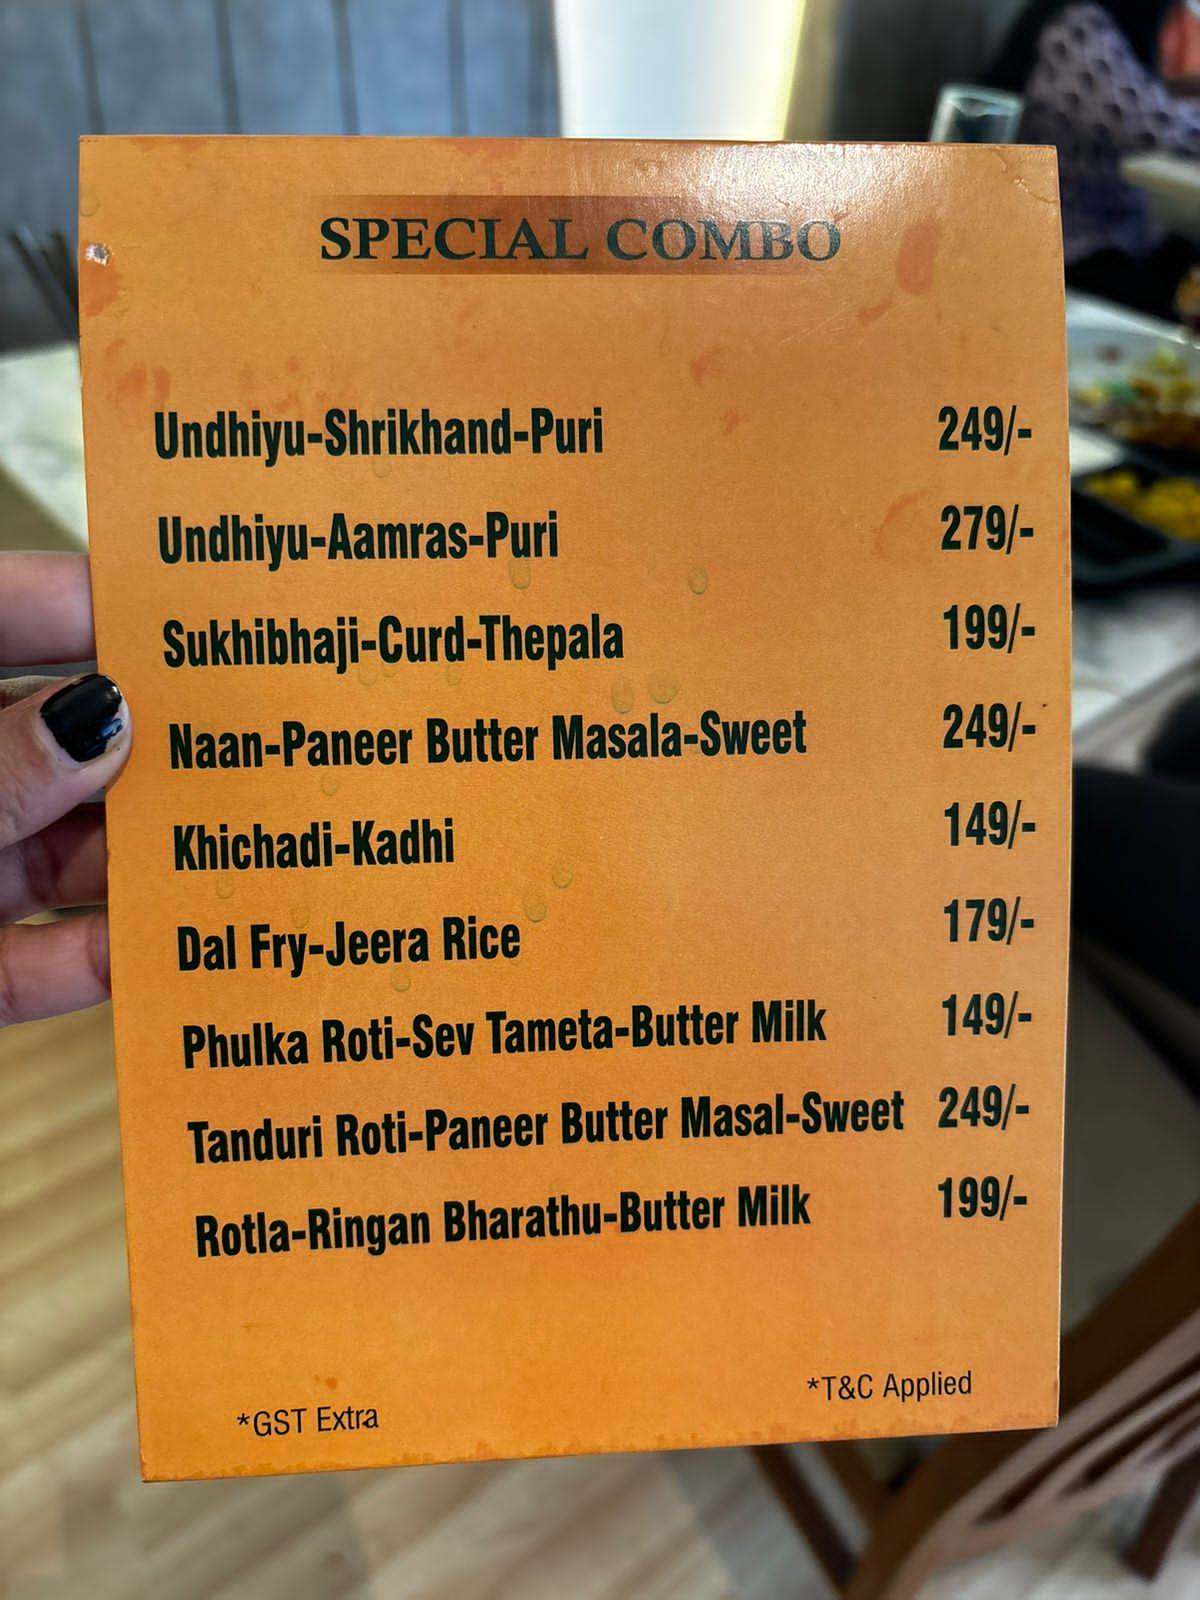 SPECIAL COMBO
Undhiyu-Shrikhand-Puri 249/-
Undhiyu-Aamras-Puri 279/-
Sukhibhaji-Curd-Thepala 199/-
Naan-Paneer Butter Masala-Sweet 249/-
Khichadi-Kadhi 149/-
Dal Fry-Jeera Rice 179/-
Phulka Roti-Sev Tameta-Butter Milk 149/-
Tanduri Roti-Paneer Butter Masal-Sweet 249/-
Rotla-Ringan Bharathu-Butter Milk 199/-
*GST Extra *T&C Applied